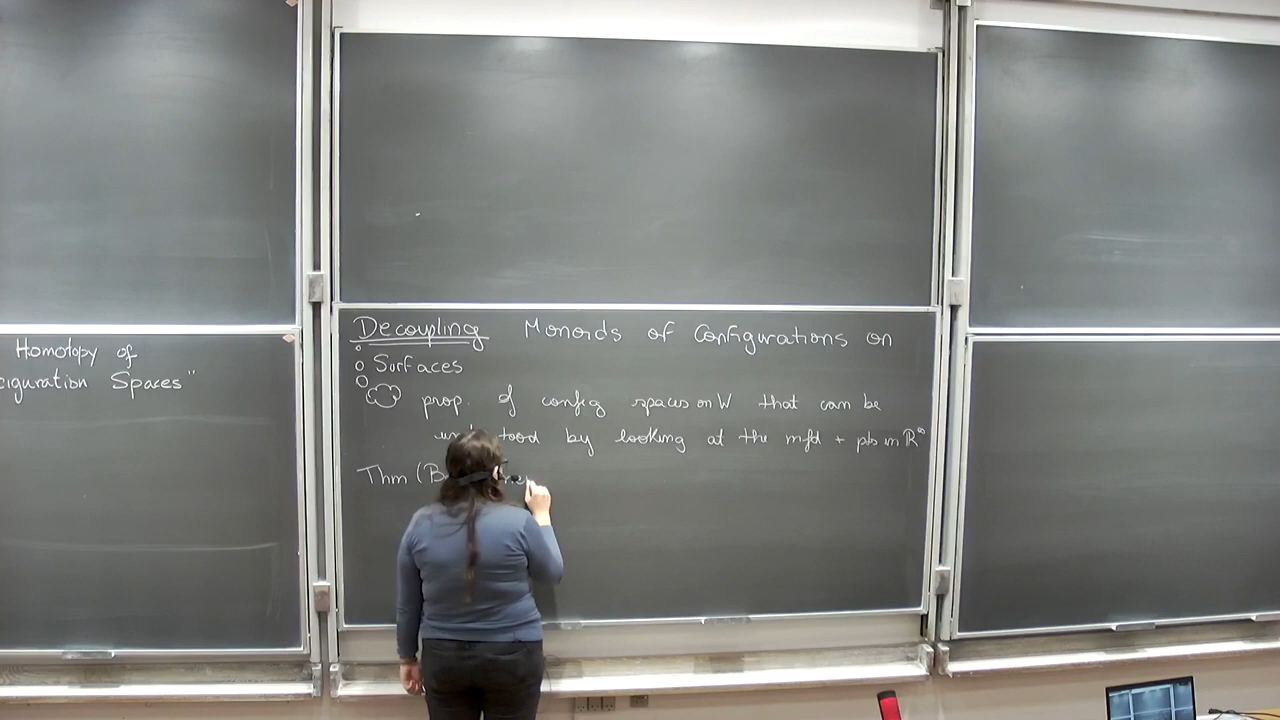 Homotopy of
Spaces"
Decoupling Monoids of Configurations on
Surfaces
prop. of config spaces on W that can be
by looking at the mfd + pts in R∞
Thm (B